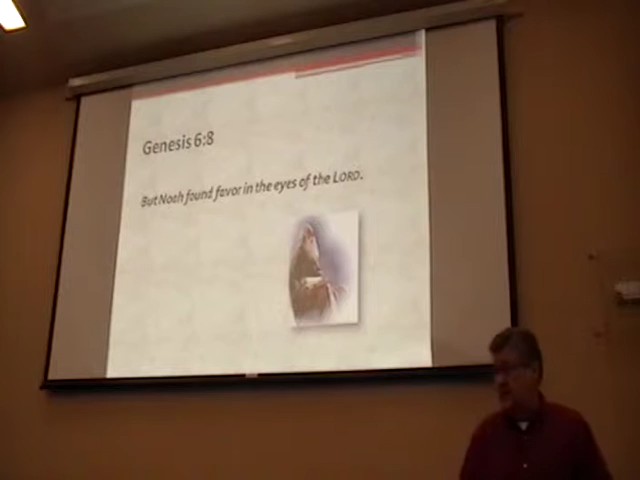 Genesis 6:8
But Noah found favor in the eyes of the LORD.